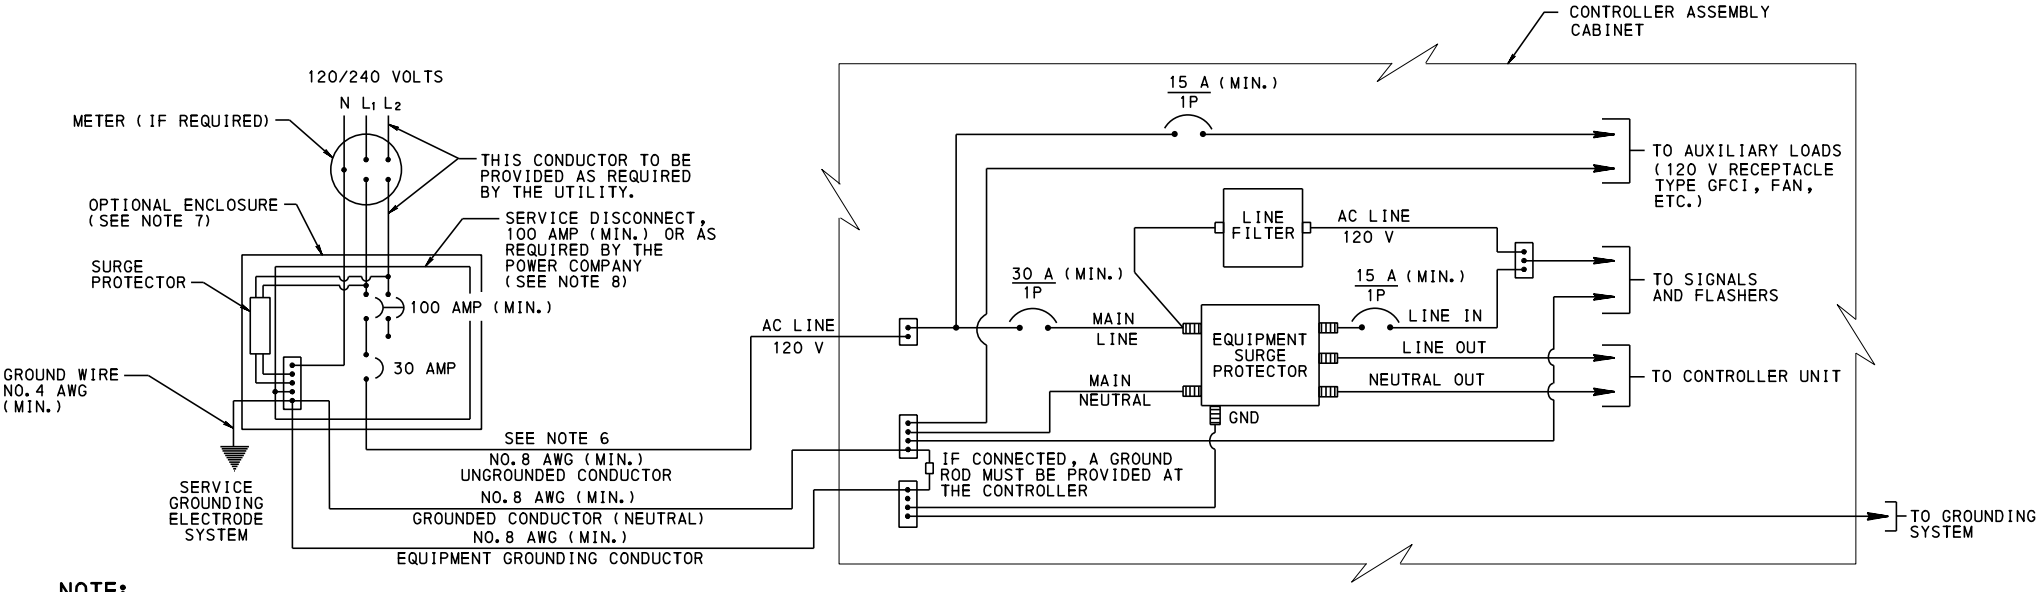 CONTROLLER ASSEMBLY
CABINET
120/240 VOLTS
N L1 L2
METER (IF REQUIRED)
THIS CONDUCTOR TO BE
PROVIDED AS REQUIRED
BY THE UTILITY.
OPTIONAL ENCLOSURE
(SEE NOTE 7)
SERVICE DISCONNECT,
100 AMP (MIN.) OR AS
REQUIRED BY THE
POWER COMPANY
(SEE NOTE 8)
SURGE
PROTECTOR
100 AMP (MIN.)
30 AMP
GROUND WIRE
NO.4 AWG
(MIN.)
SERVICE
GROUNDING
ELECTRODE
SYSTEM
SEE NOTE 6
NO.8 AWG (MIN.)
UNGROUNDED CONDUCTOR
NO.8 AWG (MIN.)
GROUNDED CONDUCTOR (NEUTRAL)
NO.8 AWG (MIN.)
EQUIPMENT GROUNDING CONDUCTOR
AC LINE
120 V
15 A (MIN.)
1P
TO AUXILIARY LOADS
(120 V RECEPTACLE
TYPE GFCI, FAN,
ETC.)
LINE
FILTER
AC LINE
120 V
30 A (MIN.)
1P
15 A (MIN.)
1P
TO SIGNALS
AND FLASHERS
MAIN
LINE
LINE IN
EQUIPMENT
SURGE
PROTECTOR
LINE OUT
NEUTRAL OUT
TO CONTROLLER UNIT
MAIN
NEUTRAL
GND
IF CONNECTED, A GROUND
ROD MUST BE PROVIDED AT
THE CONTROLLER
TO GROUNDING
SYSTEM
NOTE: